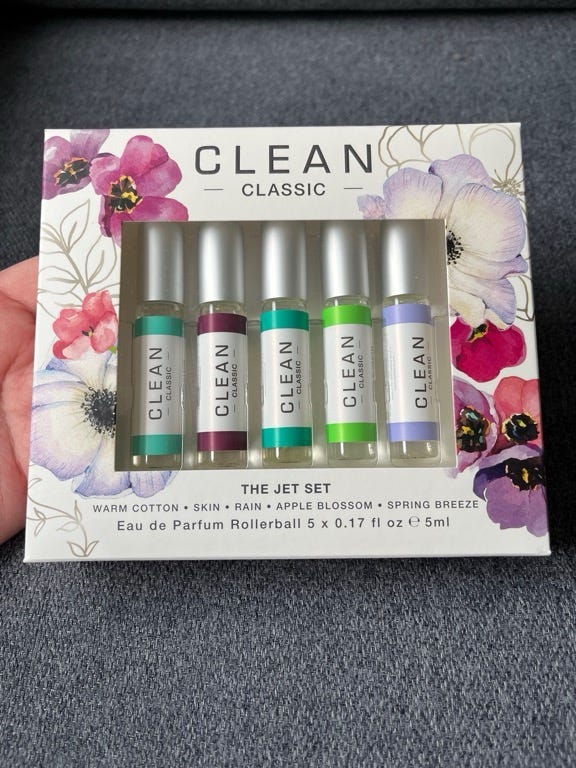 CLEAN
— CLASSIC —
CLEAN
— CLASSIC —
CLEAN
— CLASSIC —
CLEAN
— CLASSIC —
CLEAN
— CLASSIC —
CLEAN
— CLASSIC —
THE JET SET
WARM COTTON • SKIN • RAIN • APPLE BLOSSOM • SPRING BREEZE
Eau de Parfum Rollerball 5 x 0.17 fl oz ℮ 5ml